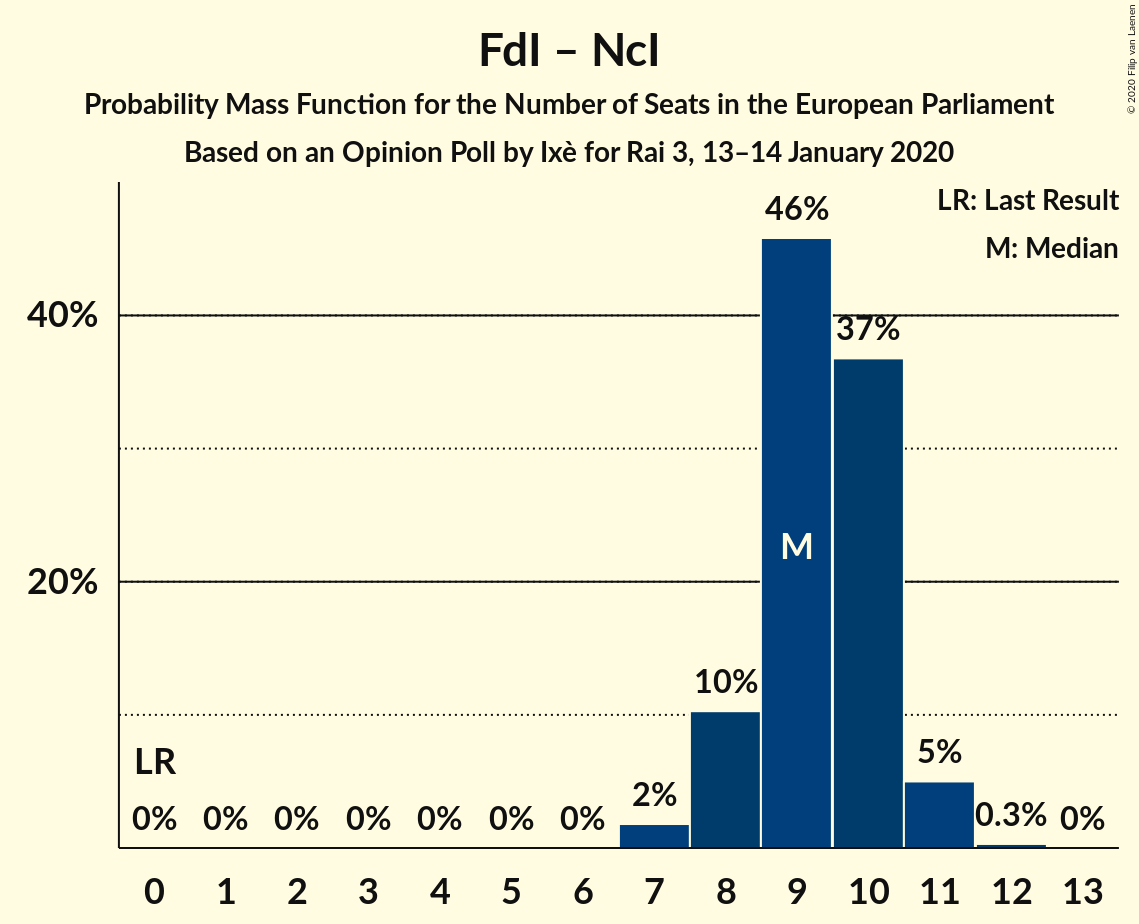 FdI – NcI
Probability Mass Function for the Number of Seats in the European Parliament
Based on an Opinion Poll by Ixè for Rai 3, 13–14 January 2020
© 2020 Filip van Laenen
LR: Last Result
M: Median
40%
20%
LR
0% 0% 0% 0% 0% 0% 0% 2% 10% 46% 37% 5% 0.3% 0%
M
0 1 2 3 4 5 6 7 8 9 10 11 12 13